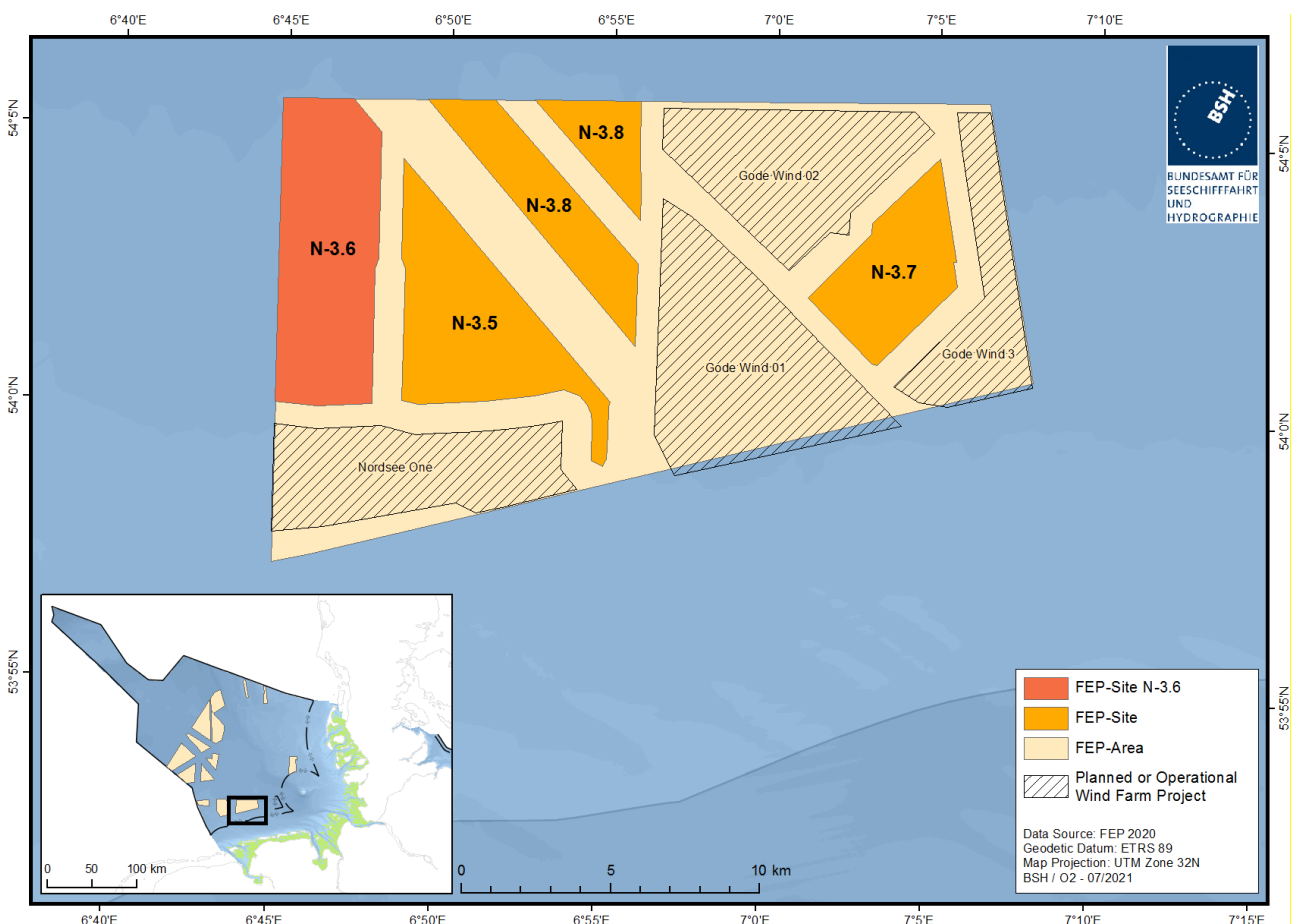 6°40'E 6°45'E 6°50'E 6°55'E 7°0'E 7°5'E 7°10'E
54°5'N
54°5'N
BSH
BUNDESAMT FÜR
SEESCHIFFFAHRT
UND
HYDROGRAPHIE
N-3.8
Gode Wind 02
N-3.8
N-3.6
N-3.7
N-3.5
Gode Wind 3
Gode Wind 01
54°0'N
54°0'N
Nordsee One
53°55'N
53°55'N
FEP-Site N-3.6
FEP-Site
FEP-Area
Planned or Operational
Wind Farm Project
Data Source: FEP 2020
Geodetic Datum: ETRS 89
Map Projection: UTM Zone 32N
BSH / O2 - 07/2021
0 50 100 km
0 5 10 km
6°40'E 6°45'E 6°50'E 6°55'E 7°0'E 7°5'E 7°10'E 7°15'E